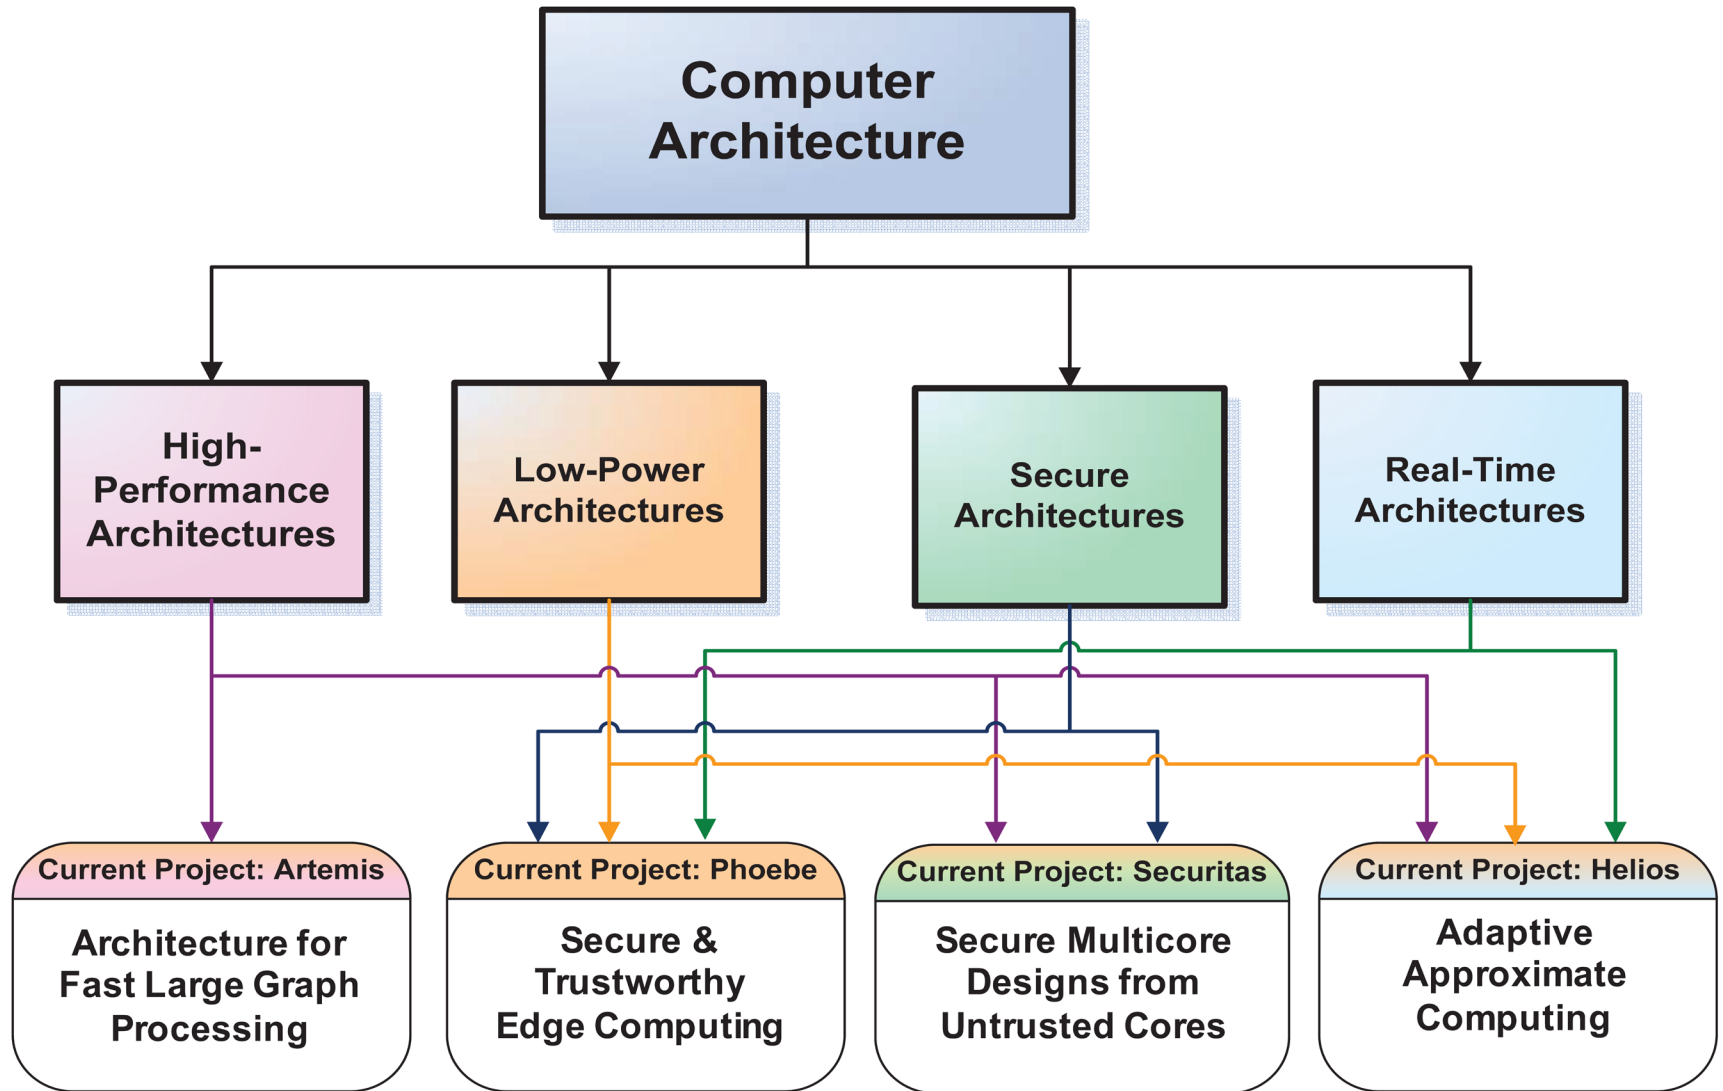 Computer
Architecture
High-
Performance
Architectures
Low-Power
Architectures
Secure
Architectures
Real-Time
Architectures
Current Project: Artemis
Architecture for
Fast Large Graph
Processing
Current Project: Phoebe
Secure &
Trustworthy
Edge Computing
Current Project: Securitas
Secure Multicore
Designs from
Untrusted Cores
Current Project: Helios
Adaptive
Approximate
Computing